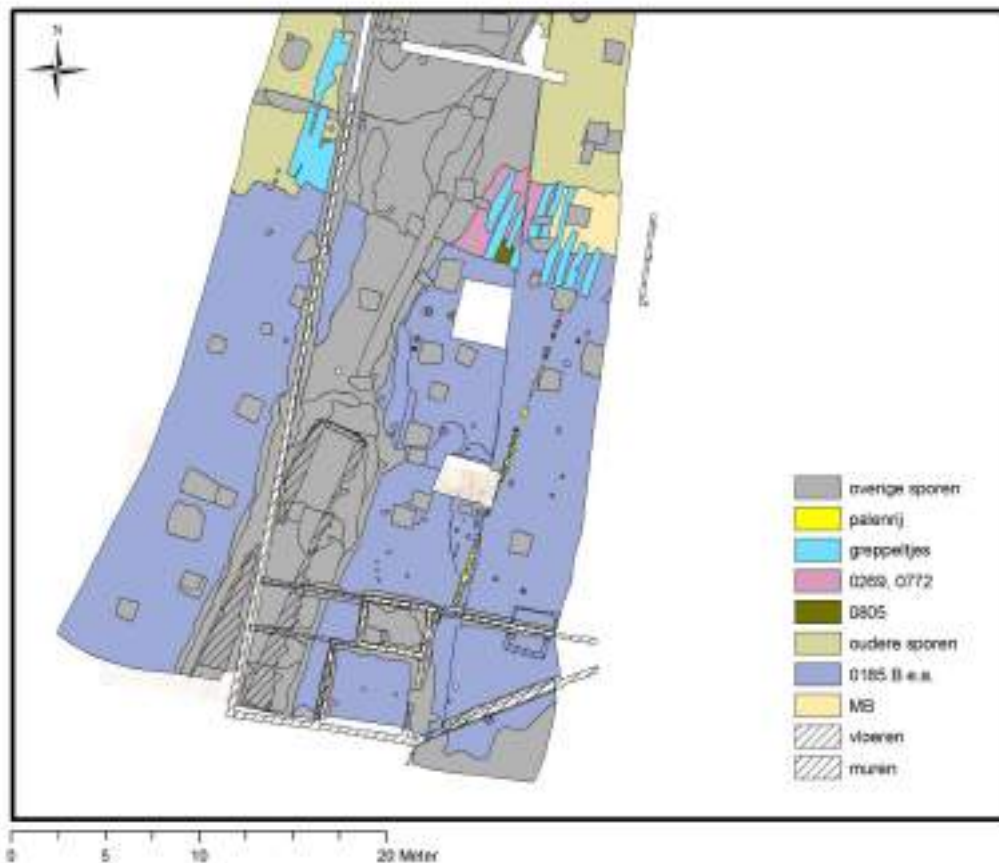 N
overige sporen
palenrij
greppeltjes
0269, 0772
0805
oudere sporen
0185 B e.a.
MB
vloeren
muren
0 5 10 20 Meter